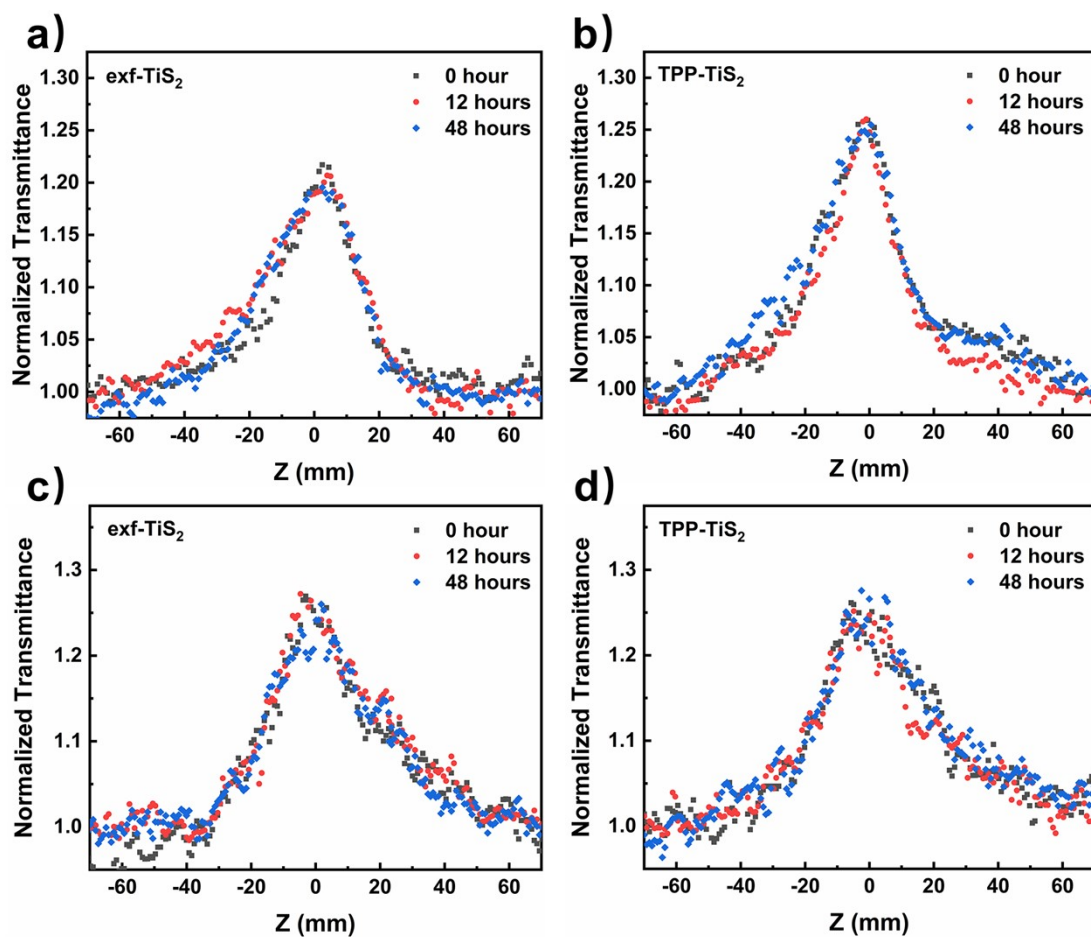 a)
exf-TiS₂
0 hour
12 hours
48 hours
1.30
1.25
1.20
1.15
1.10
1.05
1.00
Normalized Transmittance
-60 -40 -20 0 20 40 60
Z (mm)
b)
TPP-TiS₂
0 hour
12 hours
48 hours
1.30
1.25
1.20
1.15
1.10
1.05
1.00
Normalized Transmittance
-60 -40 -20 0 20 40 60
Z (mm)
c)
exf-TiS₂
0 hour
12 hours
48 hours
1.3
1.2
1.1
1.0
Normalized Transmittance
-60 -40 -20 0 20 40 60
Z (mm)
d)
TPP-TiS₂
0 hour
12 hours
48 hours
1.3
1.2
1.1
1.0
Normalized Transmittance
-60 -40 -20 0 20 40 60
Z (mm)